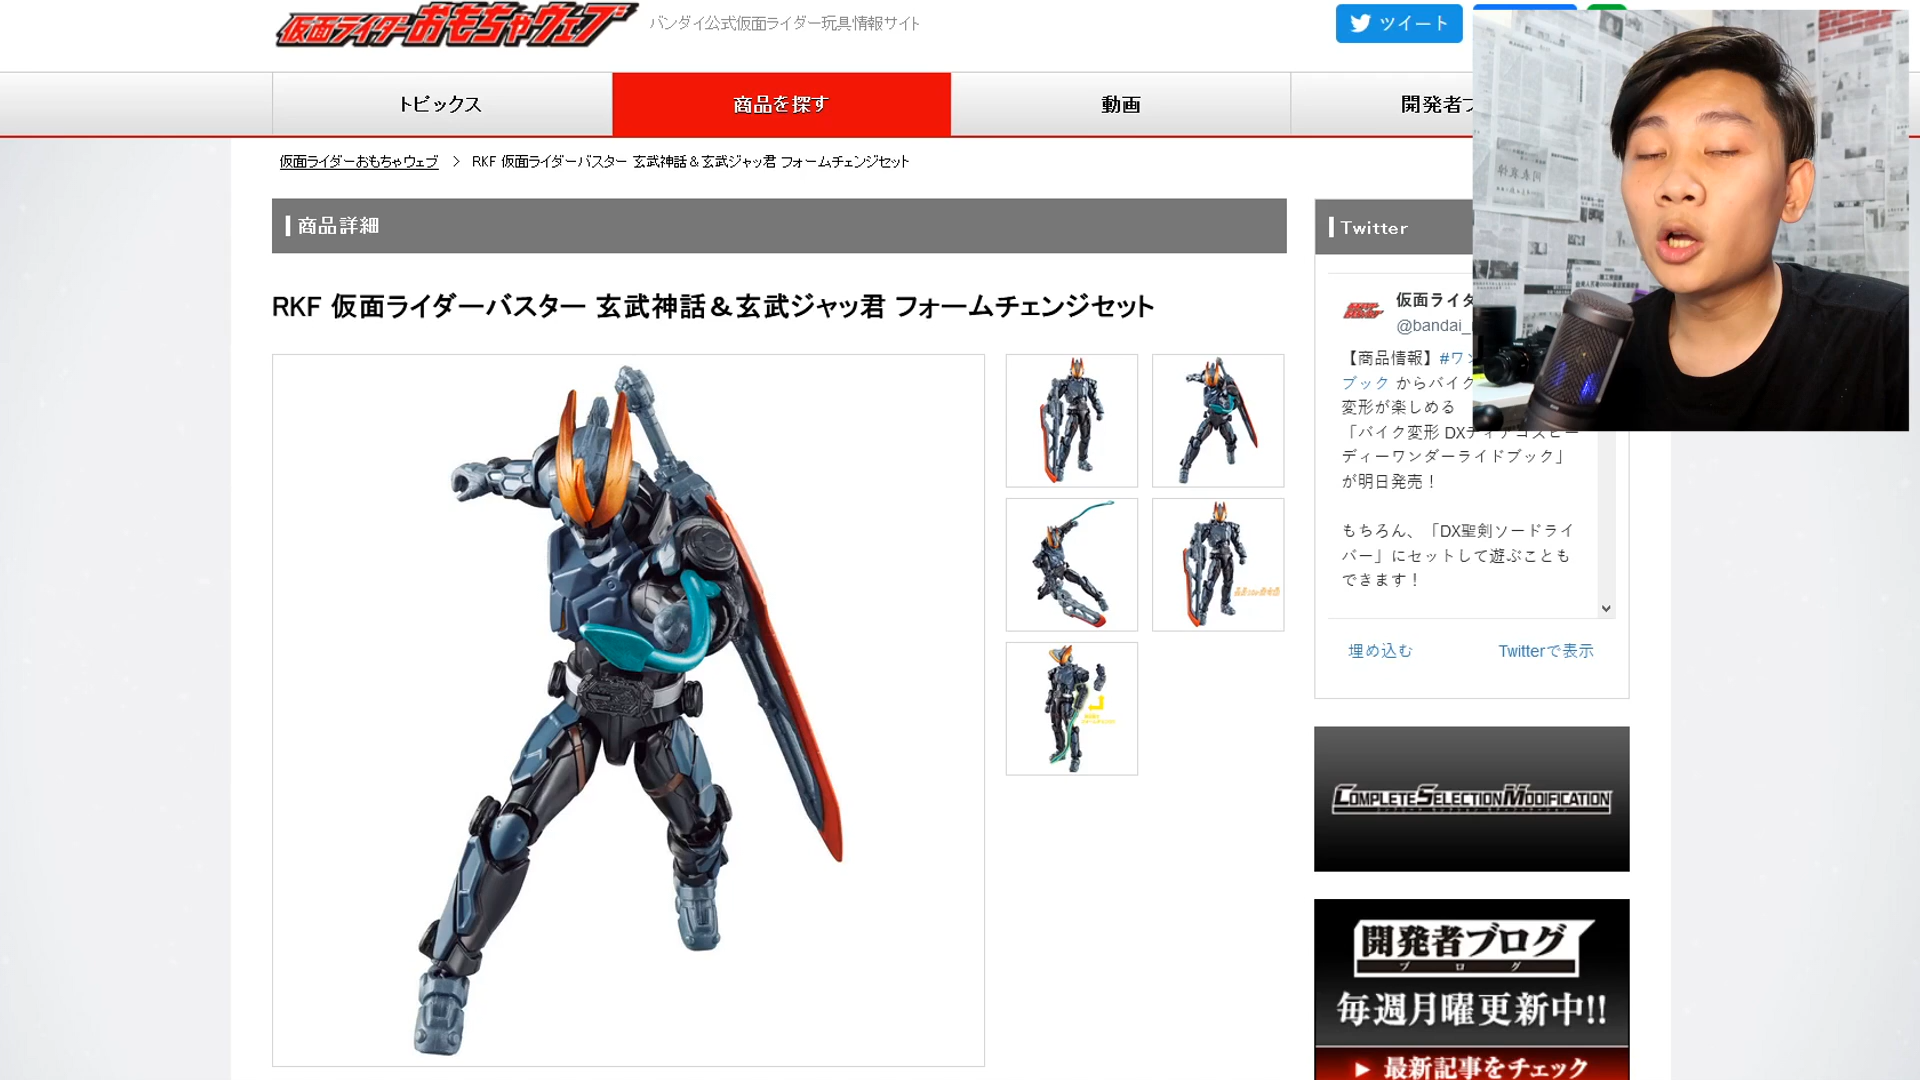 仮面ライダーおもちゃウェブ
バンダイ公式仮面ライダー玩具情報サイト
ツイート
トピックス
商品を探す
動画
開発者ブ
仮面ライダーおもちゃウェブ > RKF 仮面ライダーバスター 玄武神話&玄武ジャッ君 フォームチェンジセット
商品詳細
RKF 仮面ライダーバスター 玄武神話&玄武ジャッ君 フォームチェンジセット
Twitter
仮面ライダ
@bandai_
【商品情報】#ワン
ブック からバイク
変形が楽しめる
「バイク変形 DXディアゴスピー
ディーワンダーライドブック」
が明日発売！
もちろん、「DX聖剣ソードライ
バー」にセットして遊ぶことも
できます！
埋め込む
Twitterで表示
COMPLETE SELECTION MODIFICATION
開発者ブログ
ブログ
毎週月曜更新中!!
▶ 最新記事をチェック